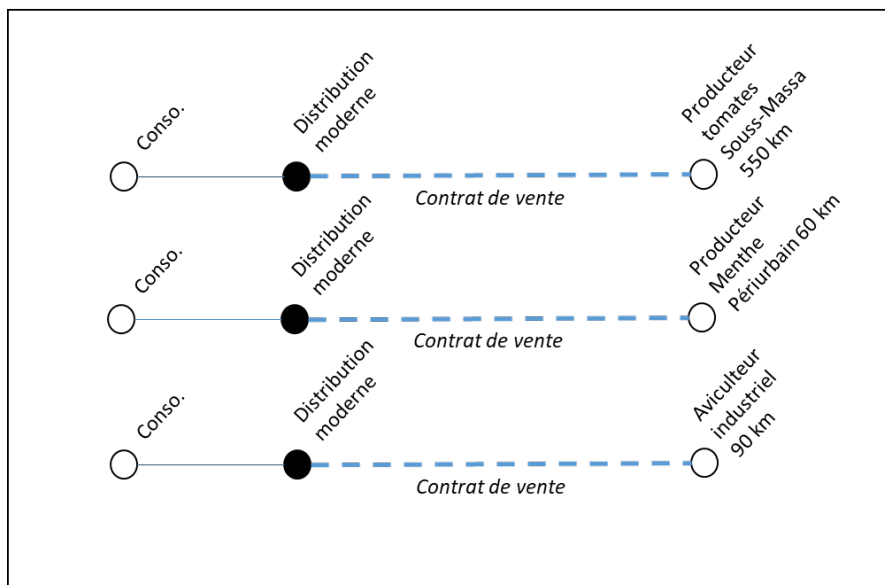 Conso.
Distribution
moderne
Producteur
tomates
Souss-Massa
550 km
Contrat de vente
Conso.
Distribution
moderne
Producteur
Menthe
Périurbain 60 km
Contrat de vente
Conso.
Distribution
moderne
Aviculteur
industriel
90 km
Contrat de vente